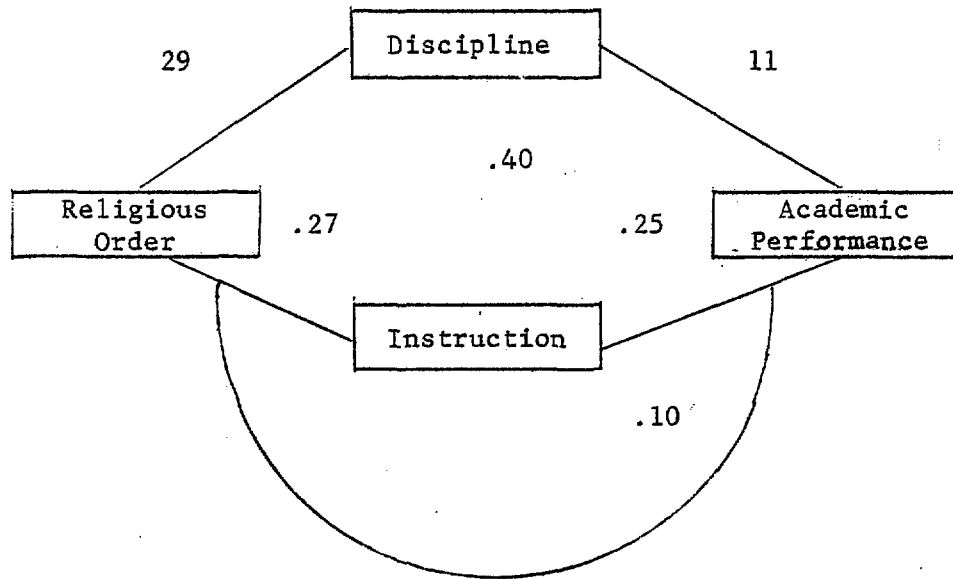 Discipline
29
11
.40
Religious
Order
.27
.25
Academic
Performance
Instruction
.10